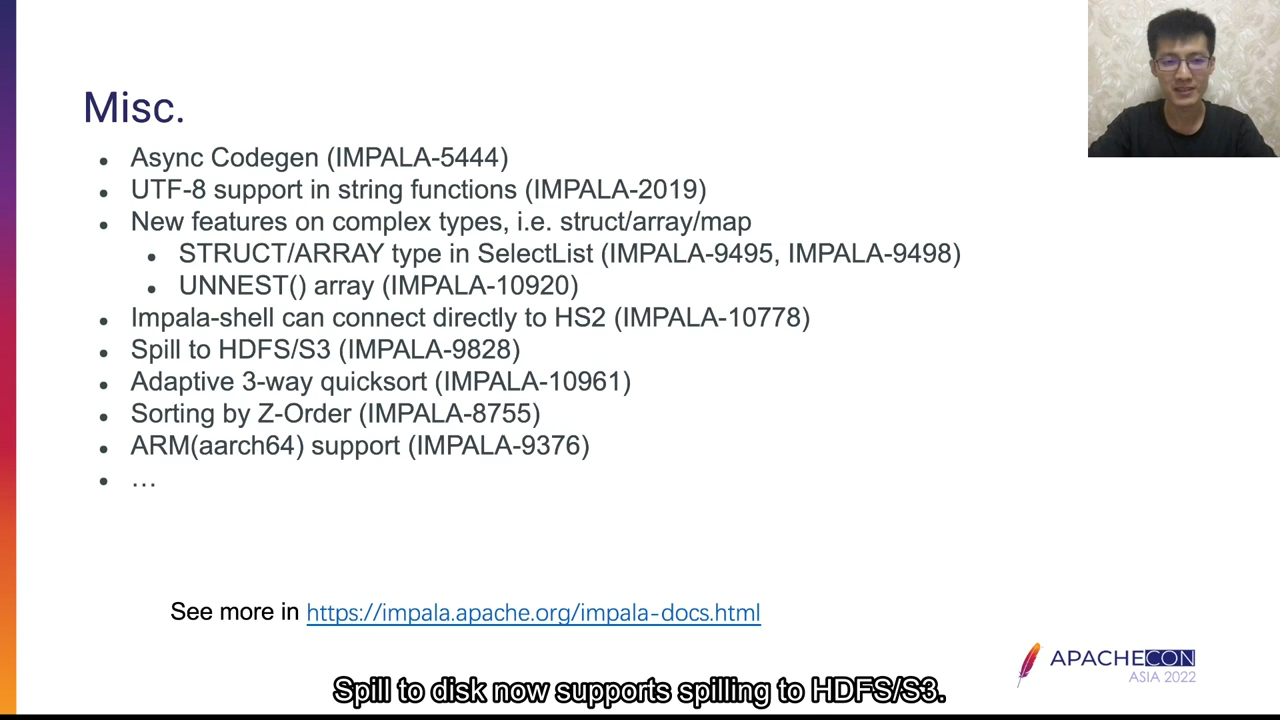 Misc.
Async Codegen (IMPALA-5444)
UTF-8 support in string functions (IMPALA-2019)
New features on complex types, i.e. struct/array/map
STRUCT/ARRAY type in SelectList (IMPALA-9495, IMPALA-9498)
UNNEST() array (IMPALA-10920)
Impala-shell can connect directly to HS2 (IMPALA-10778)
Spill to HDFS/S3 (IMPALA-9828)
Adaptive 3-way quicksort (IMPALA-10961)
Sorting by Z-Order (IMPALA-8755)
ARM(aarch64) support (IMPALA-9376)
…
See more in https://impala.apache.org/impala-docs.html
APACHECON
ASIA 2022
Spill to disk now supports spilling to HDFS/S3.